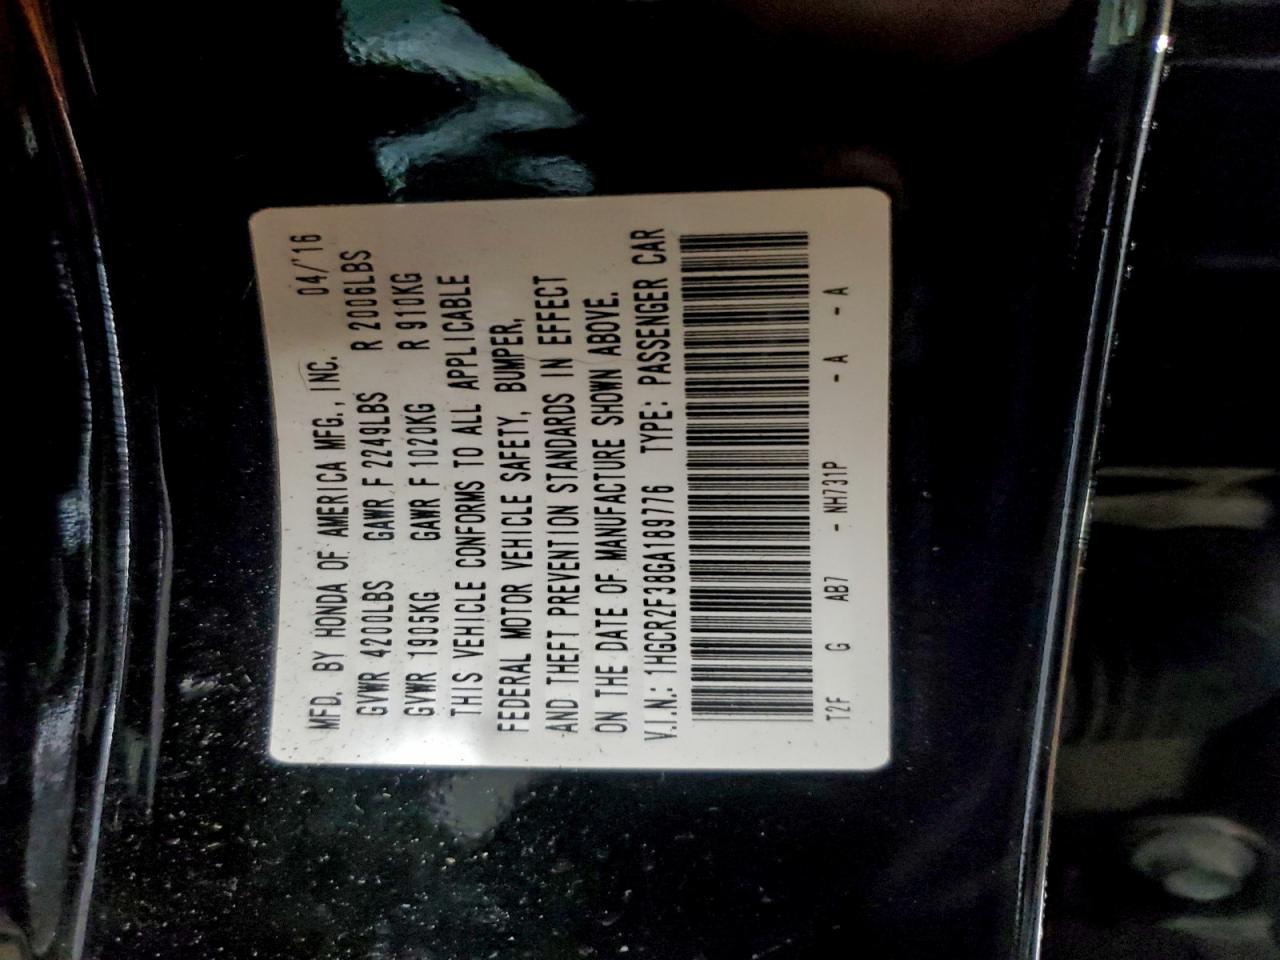 MFD. BY HONDA OF AMERICA MFG., INC. 04/'16
GVWR 4200LBS GAWR F 2249LBS R 2006LBS
GVWR 1905KG GAWR F 1020KG R 910KG
THIS VEHICLE CONFORMS TO ALL APPLICABLE
FEDERAL MOTOR VEHICLE SAFETY, BUMPER,
AND THEFT PREVENTION STANDARDS IN EFFECT
ON THE DATE OF MANUFACTURE SHOWN ABOVE.
V.I.N.: 1HGCR2F38GA189776 TYPE: PASSENGER CAR
T2F G AB7 - NH731P - A - A